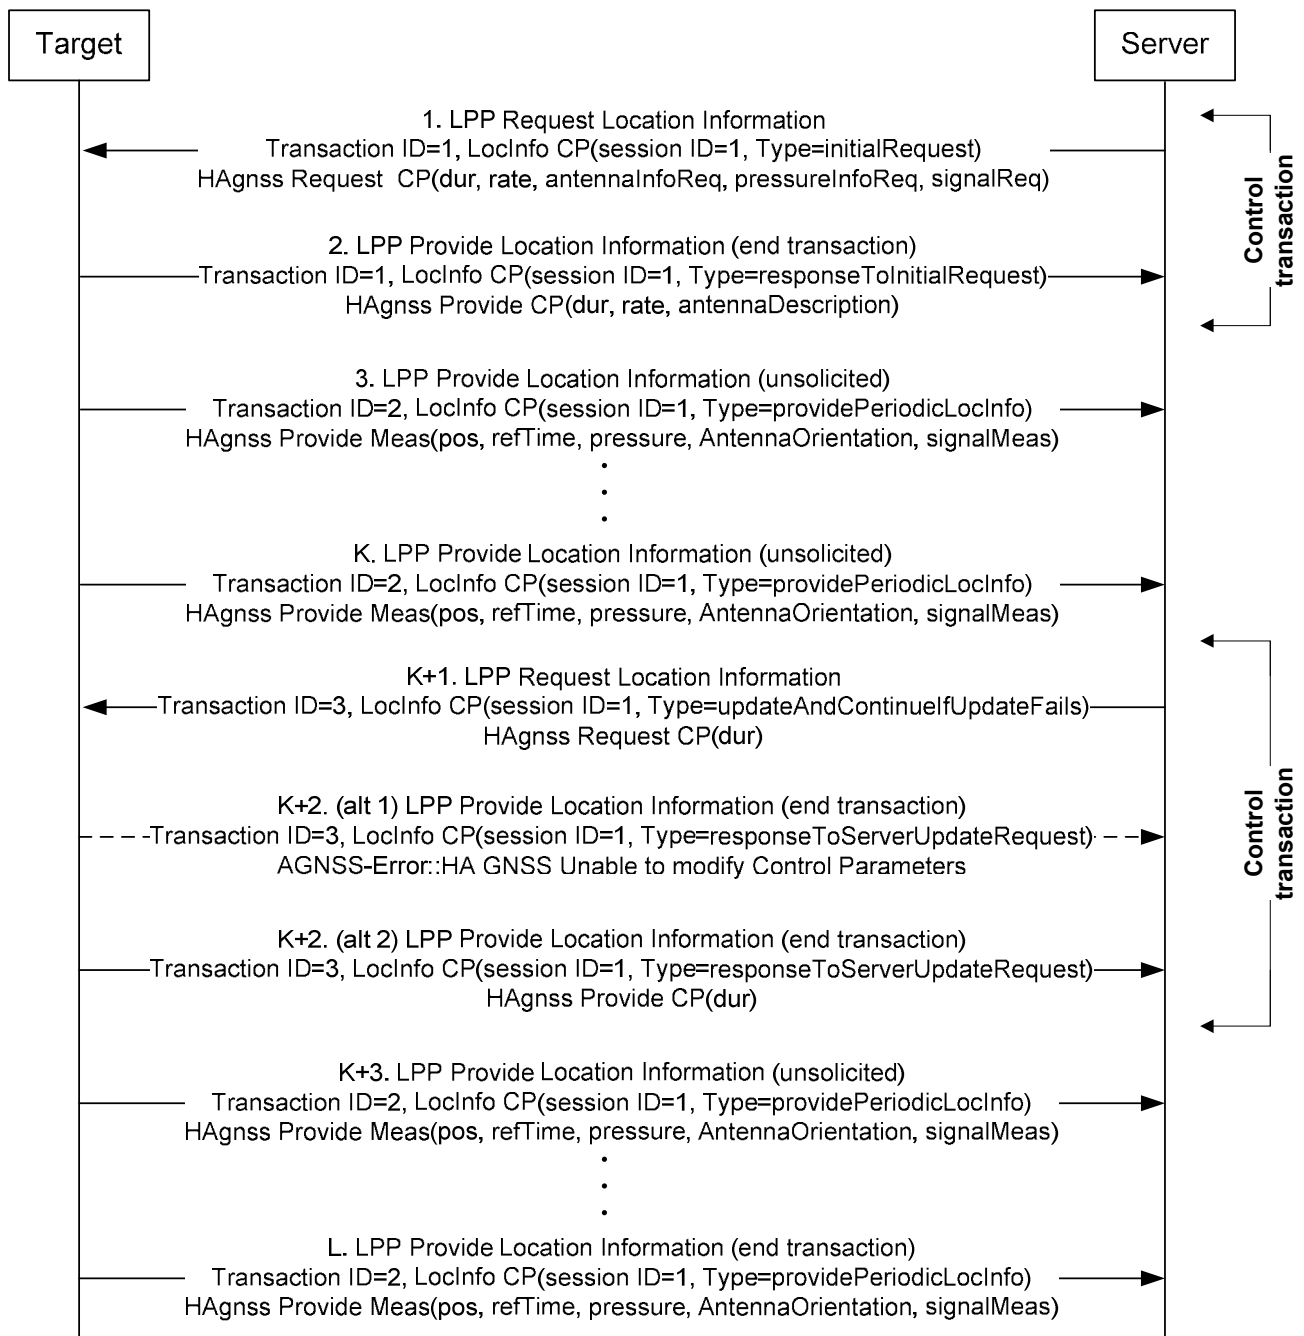 Target
Server
1. LPP Request Location Information
Transaction ID=1, LocInfo CP(session ID=1, Type=initialRequest)
HAgnss Request CP(dur, rate, antennaInfoReq, pressureInfoReq, signalReq)
Control
transaction
2. LPP Provide Location Information (end transaction)
Transaction ID=1, LocInfo CP(session ID=1, Type=responseToInitialRequest)
HAgnss Provide CP(dur, rate, antennaDescription)
3. LPP Provide Location Information (unsolicited)
Transaction ID=2, LocInfo CP(session ID=1, Type=providePeriodicLocInfo)
HAgnss Provide Meas(pos, refTime, pressure, AntennaOrientation, signalMeas)
K. LPP Provide Location Information (unsolicited)
Transaction ID=2, LocInfo CP(session ID=1, Type=providePeriodicLocInfo)
HAgnss Provide Meas(pos, refTime, pressure, AntennaOrientation, signalMeas)
K+1. LPP Request Location Information
Transaction ID=3, LocInfo CP(session ID=1, Type=updateAndContinueIfUpdateFails)
HAgnss Request CP(dur)
Control
transaction
K+2. (alt 1) LPP Provide Location Information (end transaction)
Transaction ID=3, LocInfo CP(session ID=1, Type=responseToServerUpdateRequest)
AGNSS-Error::HA GNSS Unable to modify Control Parameters
K+2. (alt 2) LPP Provide Location Information (end transaction)
Transaction ID=3, LocInfo CP(session ID=1, Type=responseToServerUpdateRequest)
HAgnss Provide CP(dur)
K+3. LPP Provide Location Information (unsolicited)
Transaction ID=2, LocInfo CP(session ID=1, Type=providePeriodicLocInfo)
HAgnss Provide Meas(pos, refTime, pressure, AntennaOrientation, signalMeas)
L. LPP Provide Location Information (end transaction)
Transaction ID=2, LocInfo CP(session ID=1, Type=providePeriodicLocInfo)
HAgnss Provide Meas(pos, refTime, pressure, AntennaOrientation, signalMeas)